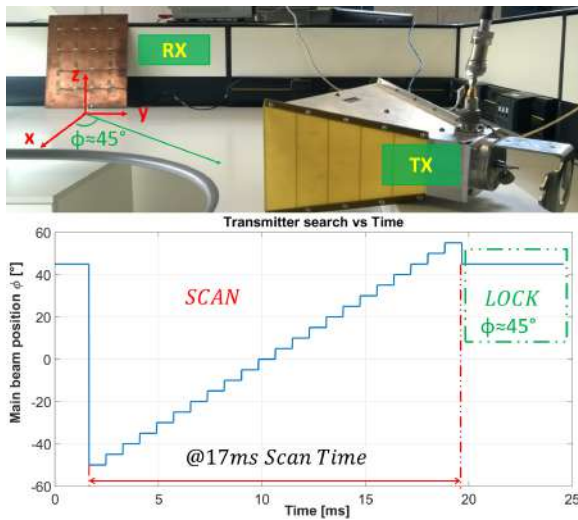 RX
z
y
x
ϕ≈45°
TX
Transmitter search vs Time
Main beam position ϕ [°]
60
40
20
0
-20
-40
-60
SCAN
LOCK
ϕ≈45°
@17ms Scan Time
0
5
10
15
20
25
Time [ms]